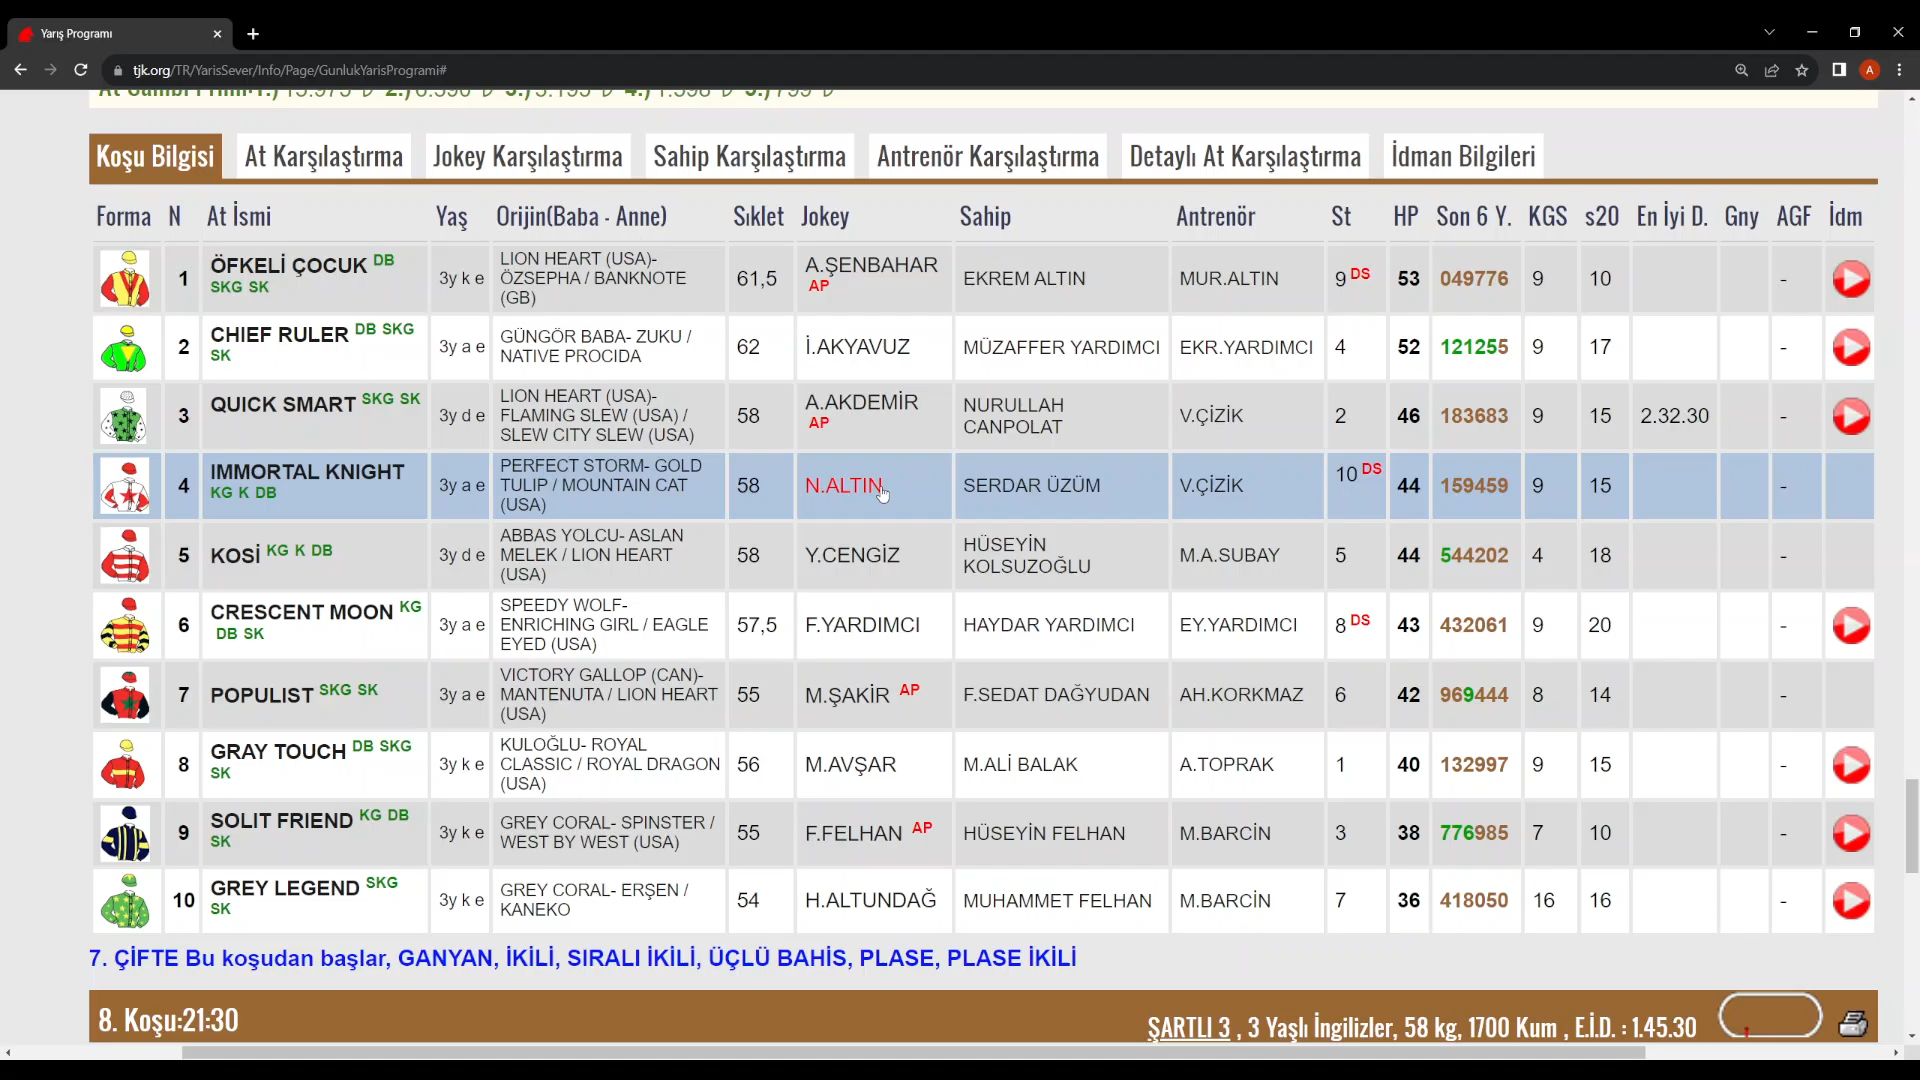 Yarış Programı
tjk.org/TR/YarisSever/Info/Page/GunlukYarisProgrami#
A
Koşu Bilgisi At Karşılaştırma Jokey Karşılaştırma Sahip Karşılaştırma Antrenör Karşılaştırma Detaylı At Karşılaştırma İdman Bilgileri
Forma N At İsmi Yaş Orijin(Baba - Anne) Sıklet Jokey Sahip Antrenör St HP Son 6 Y. KGS s20 En İyi D. Gny AGF İdm
1 ÖFKELİ ÇOCUK DB SKG SK 3y k e LION HEART (USA)- ÖZSEPHA / BANKNOTE (GB) 61,5 A.ŞENBAHAR AP EKREM ALTIN MUR.ALTIN 9 DS 53 049776 9 10 -
2 CHIEF RULER DB SKG SK 3y a e GÜNGÖR BABA- ZUKU / NATIVE PROCIDA 62 İ.AKYAVUZ MÜZAFFER YARDIMCI EKR.YARDIMCI 4 52 121255 9 17 -
3 QUICK SMART SKG SK 3y d e LION HEART (USA)- FLAMING SLEW (USA) / SLEW CITY SLEW (USA) 58 A.AKDEMİR AP NURULLAH CANPOLAT V.ÇİZİK 2 46 183683 9 15 2.32.30 -
4 IMMORTAL KNIGHT KG K DB 3y a e PERFECT STORM- GOLD TULIP / MOUNTAIN CAT (USA) 58 N.ALTIN SERDAR ÜZÜM V.ÇİZİK 10 DS 44 159459 9 15 -
5 KOSİ KG K DB 3y d e ABBAS YOLCU- ASLAN MELEK / LION HEART (USA) 58 Y.CENGİZ HÜSEYİN KOLSUZOĞLU M.A.SUBAY 5 44 544202 4 18 -
6 CRESCENT MOON KG DB SK 3y a e SPEEDY WOLF- ENRICHING GIRL / EAGLE EYED (USA) 57,5 F.YARDIMCI HAYDAR YARDIMCI EY.YARDIMCI 8 DS 43 432061 9 20 -
7 POPULIST SKG SK 3y a e VICTORY GALLOP (CAN)- MANTENUTA / LION HEART (USA) 55 M.ŞAKİR AP F.SEDAT DAĞYUDAN AH.KORKMAZ 6 42 969444 8 14 -
8 GRAY TOUCH DB SKG SK 3y k e KULOĞLU- ROYAL CLASSIC / ROYAL DRAGON (USA) 56 M.AVŞAR M.ALİ BALAK A.TOPRAK 1 40 132997 9 15 -
9 SOLIT FRIEND KG DB SK 3y k e GREY CORAL- SPINSTER / WEST BY WEST (USA) 55 F.FELHAN AP HÜSEYİN FELHAN M.BARCİN 3 38 776985 7 10 -
10 GREY LEGEND SKG SK 3y k e GREY CORAL- ERŞEN / KANEKO 54 H.ALTUNDAĞ MUHAMMET FELHAN M.BARCİN 7 36 418050 16 16 -
7. ÇİFTE Bu koşudan başlar, GANYAN, İKİLİ, SIRALI İKİLİ, ÜÇLÜ BAHİS, PLASE, PLASE İKİLİ
8. Koşu:21:30 ŞARTLI 3 , 3 Yaşlı İngilizler, 58 kg, 1700 Kum , E.İ.D. : 1.45.30